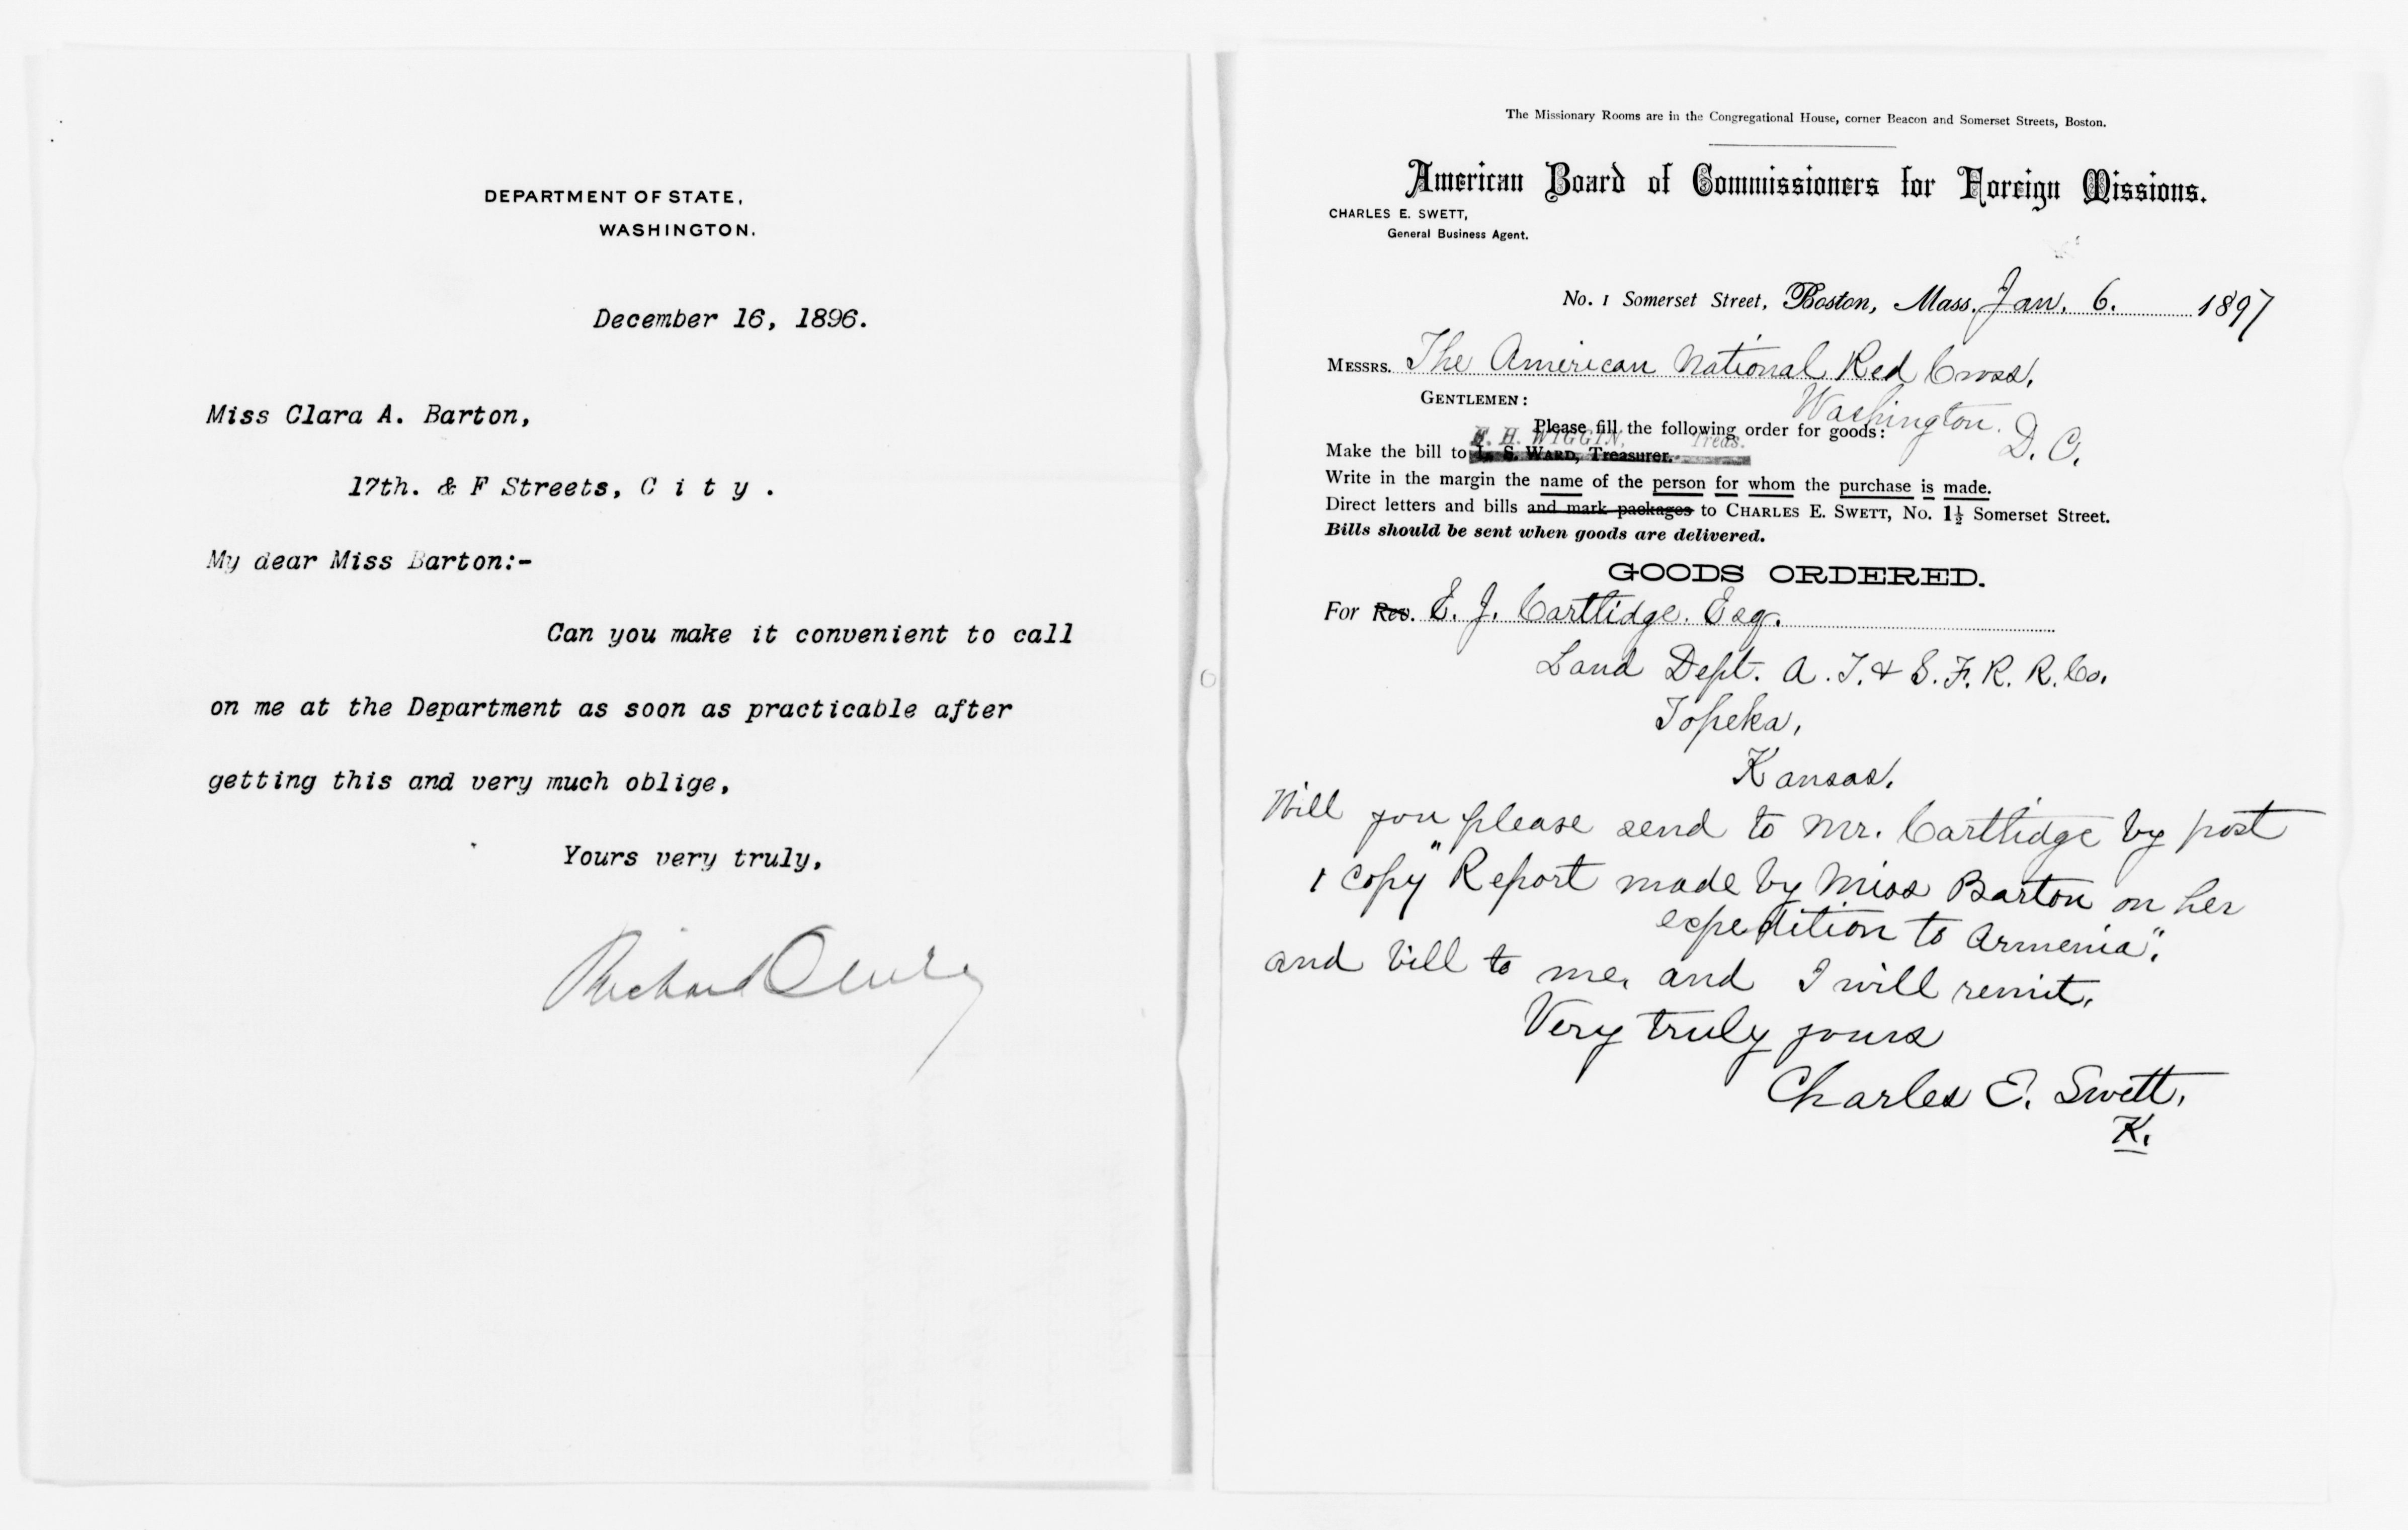 DEPARTMENT OF STATE,
WASHINGTON.
December 16, 1896.
Miss Clara A. Barton,
17th. & F Streets, C i t y .
My dear Miss Barton:-
Can you make it convenient to call
on me at the Department as soon as practicable after
getting this and very much oblige,
Yours very truly,
Richard Olney
The Missionary Rooms are in the Congregational House, corner Beacon and Somerset Streets, Boston.
American Board of Commissioners for Foreign Missions.
CHARLES E. SWETT,
General Business Agent.
No. 1 Somerset Street, Boston, Mass. Jan. 6. 1897
MESSRS. The American National Red Cross,
Washington. D. C.
GENTLEMEN:
Please fill the following order for goods:
F. H. WIGGIN, Treas.
Make the bill to L. S. WARD, Treasurer.
Write in the margin the name of the person for whom the purchase is made.
Direct letters and bills and mark packages to CHARLES E. SWETT, No. 1½ Somerset Street.
Bills should be sent when goods are delivered.
GOODS ORDERED.
For Rev. E. J. Cartlidge. Esq.
Land Dept. A. T. & S. F. R. R. Co.
Topeka,
Kansas.
Will you please send to Mr. Cartlidge by post
1 copy "Report made by Miss Barton on her
expedition to Armenia".
and bill to me, and I will remit.
Very truly yours
Charles E. Swett.
K.